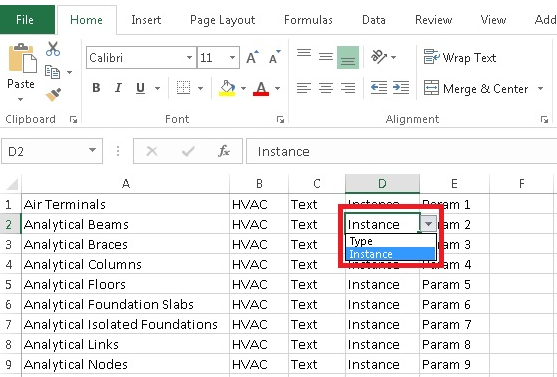 File Home Insert Page Layout Formulas Data Review View Add
Calibri 11 A A Wrap Text
Paste B I U A Merge & Center
Clipboard Font Alignment
D2 fx Instance
A B C D E F
1 Air Terminals HVAC Text Instance Param 1
2 Analytical Beams HVAC Text Instance Param 2
Type
3 Analytical Braces HVAC Text Param 3
Instance
4 Analytical Columns HVAC Text Instance Param 4
5 Analytical Floors HVAC Text Instance Param 5
6 Analytical Foundation Slabs HVAC Text Instance Param 6
7 Analytical Isolated Foundations HVAC Text Instance Param 7
8 Analytical Links HVAC Text Instance Param 8
9 Analytical Nodes HVAC Text Instance Param 9